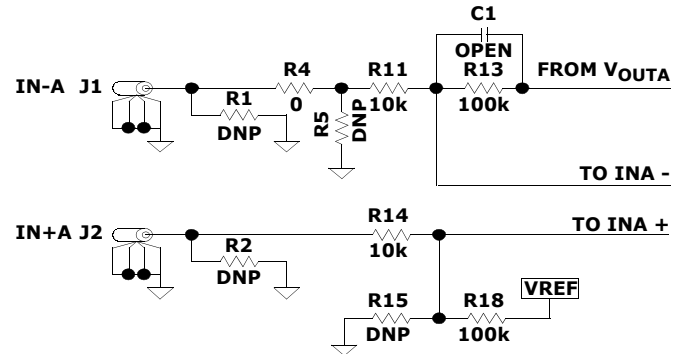 C1
OPEN
R4
R11
R13
FROM VOUTA
IN-A J1
R1
0
10k
100k
DNP
R5
DNP
TO INA -
IN+A J2
R14
TO INA +
R2
10k
DNP
R15
R18
VREF
DNP
100k